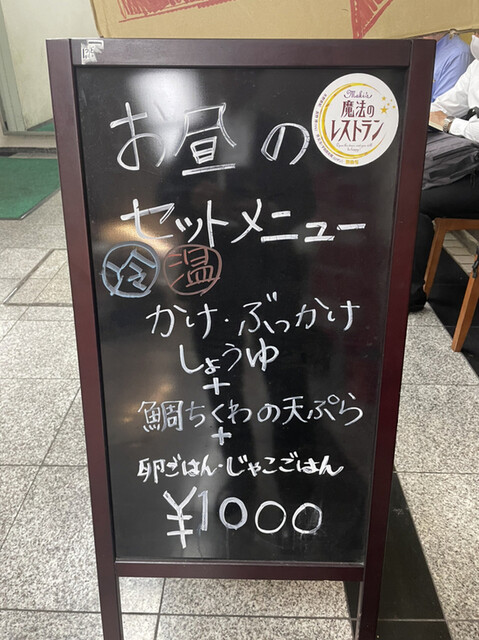 お昼の
セットメニュー
冷 温
かけ・ぶっかけ
しょうゆ
+
鯛ちくわの天ぷら
+
卵ごはん・じゃこごはん
¥1000
魔法の
レストラン